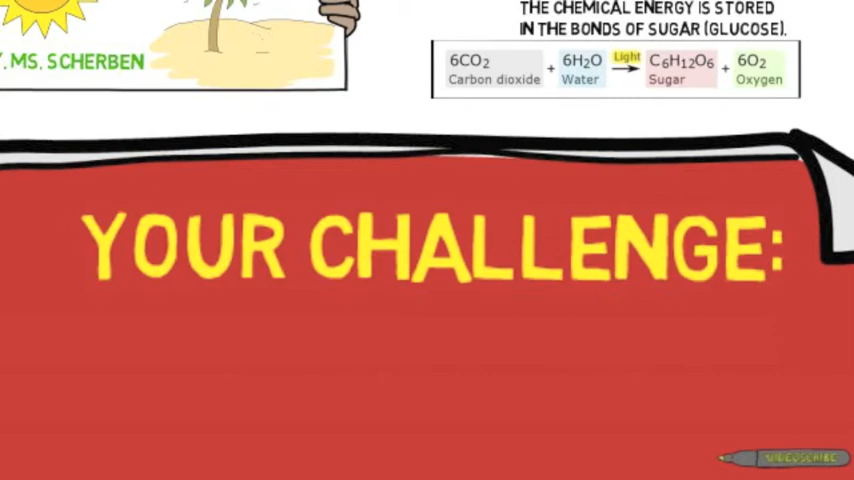 THE CHEMICAL ENERGY IS STORED
IN THE BONDS OF SUGAR (GLUCOSE).
Y. MS. SCHERBEN
6CO2 + 6H2O Light C6H12O6 + 6O2
Carbon dioxide Water Sugar Oxygen
YOUR CHALLENGE:
VIDEOSCRIBE